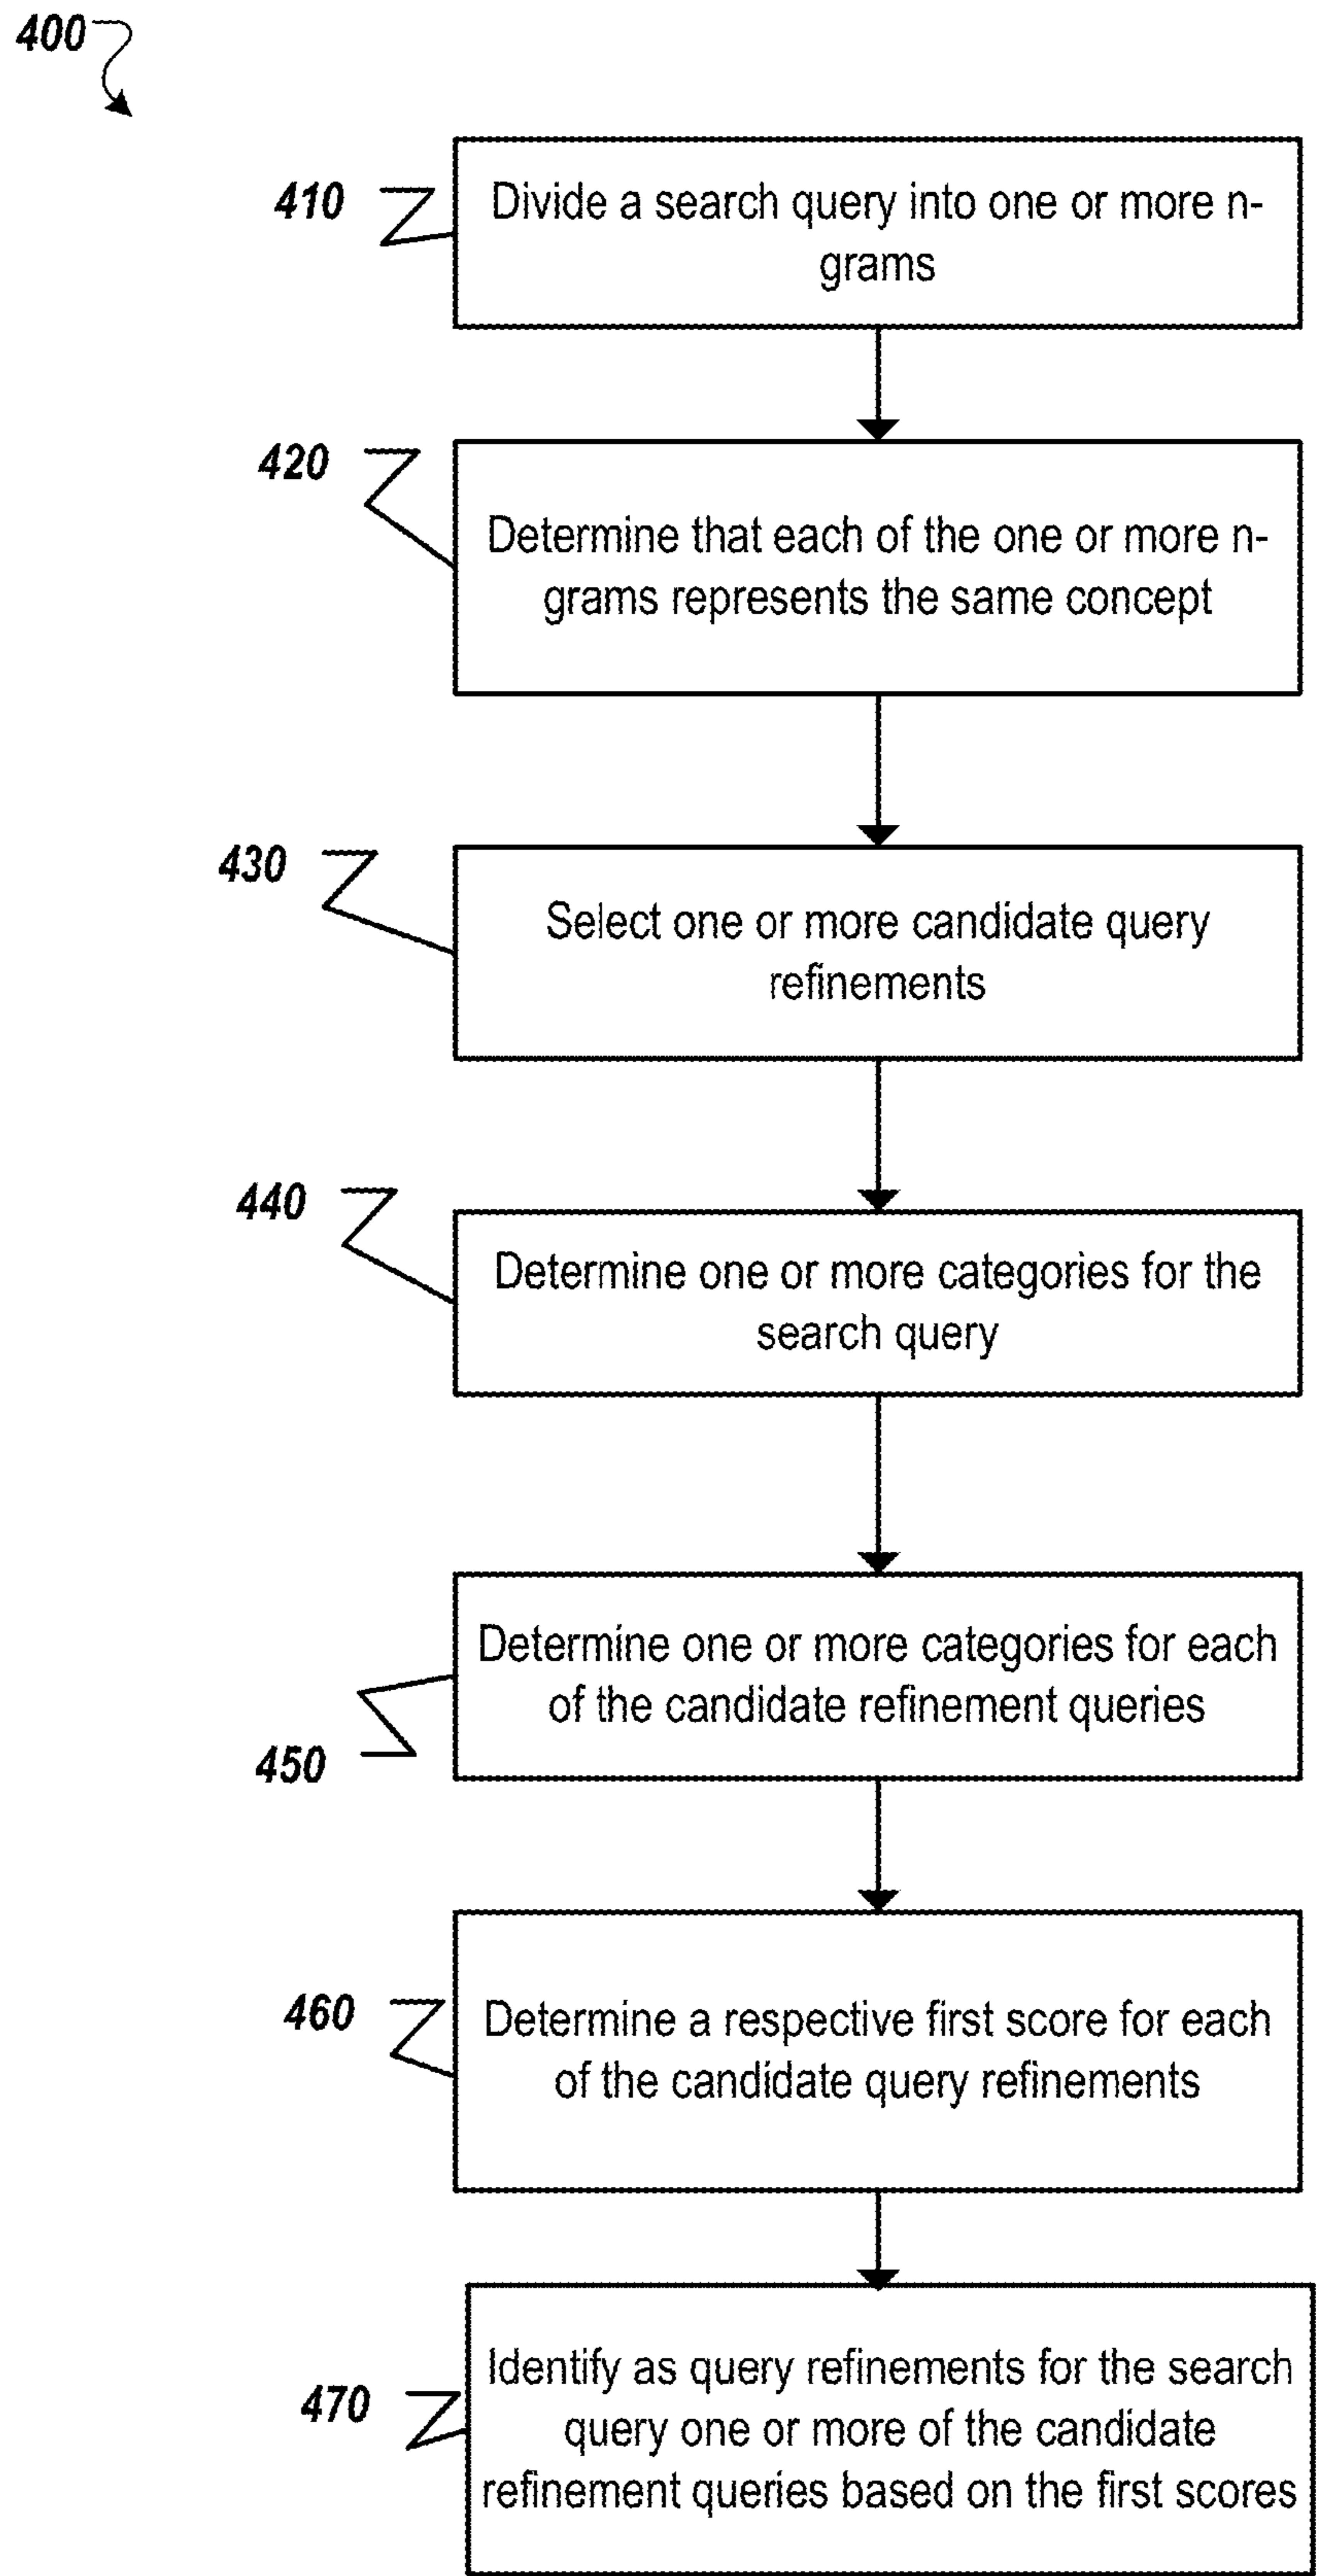 400
410
Divide a search query into one or more n-
grams
420
Determine that each of the one or more n-
grams represents the same concept
430
Select one or more candidate query
refinements
440
Determine one or more categories for the
search query
Determine one or more categories for each
of the candidate refinement queries
450
460
Determine a respective first score for each
of the candidate query refinements
470
Identify as query refinements for the search
query one or more of the candidate
refinement queries based on the first scores